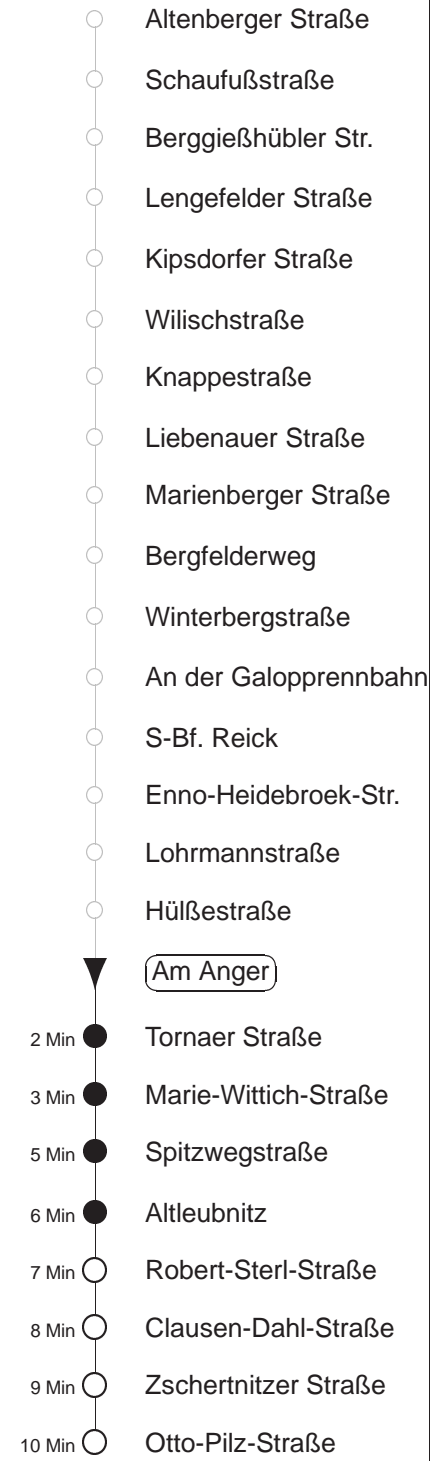 Altenberger Straße
Schaufußstraße
Berggießhübler Str.
Lengefelder Straße
Kipsdorfer Straße
Wilischstraße
Knappestraße
Liebenauer Straße
Marienberger Straße
Bergfelderweg
Winterbergstraße
An der Galopprennbahn
S-Bf. Reick
Enno-Heidebroek-Str.
Lohrmannstraße
Hülßestraße
Am Anger
2 Min Tornaer Straße
3 Min Marie-Wittich-Straße
5 Min Spitzwegstraße
6 Min Altleubnitz
7 Min Robert-Sterl-Straße
8 Min Clausen-Dahl-Straße
9 Min Zschertnitzer Straße
10 Min Otto-Pilz-Straße